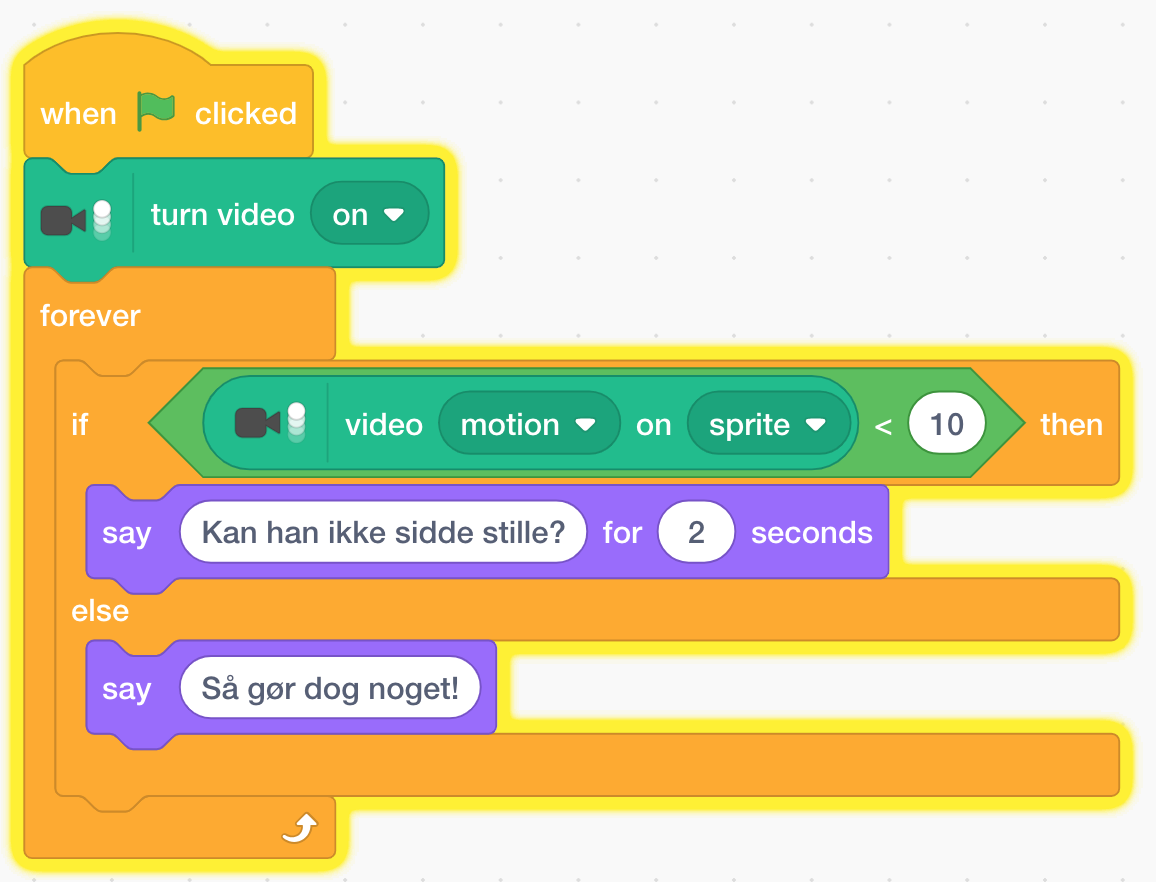 when clicked
turn video on
forever
if video motion on sprite < 10 then
say Kan han ikke sidde stille? for 2 seconds
else
say Så gør dog noget!